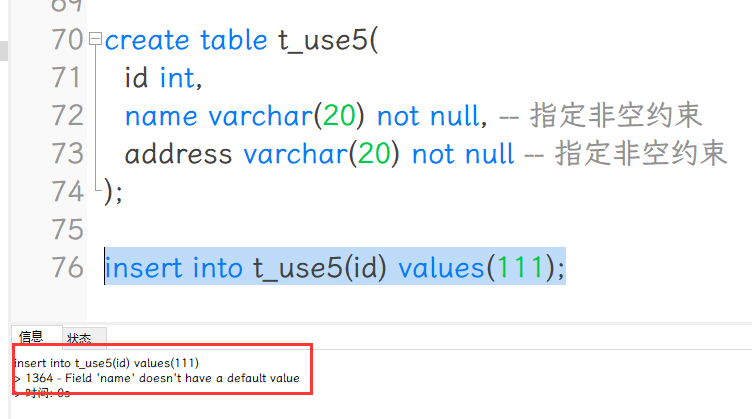 69
70 create table t_use5(
71 id int,
72 name varchar(20) not null, -- 指定非空约束
73 address varchar(20) not null -- 指定非空约束
74 );
75
76 insert into t_use5(id) values(111);
信息 状态
insert into t_use5(id) values(111)
> 1364 - Field 'name' doesn't have a default value
> 时间: 0s